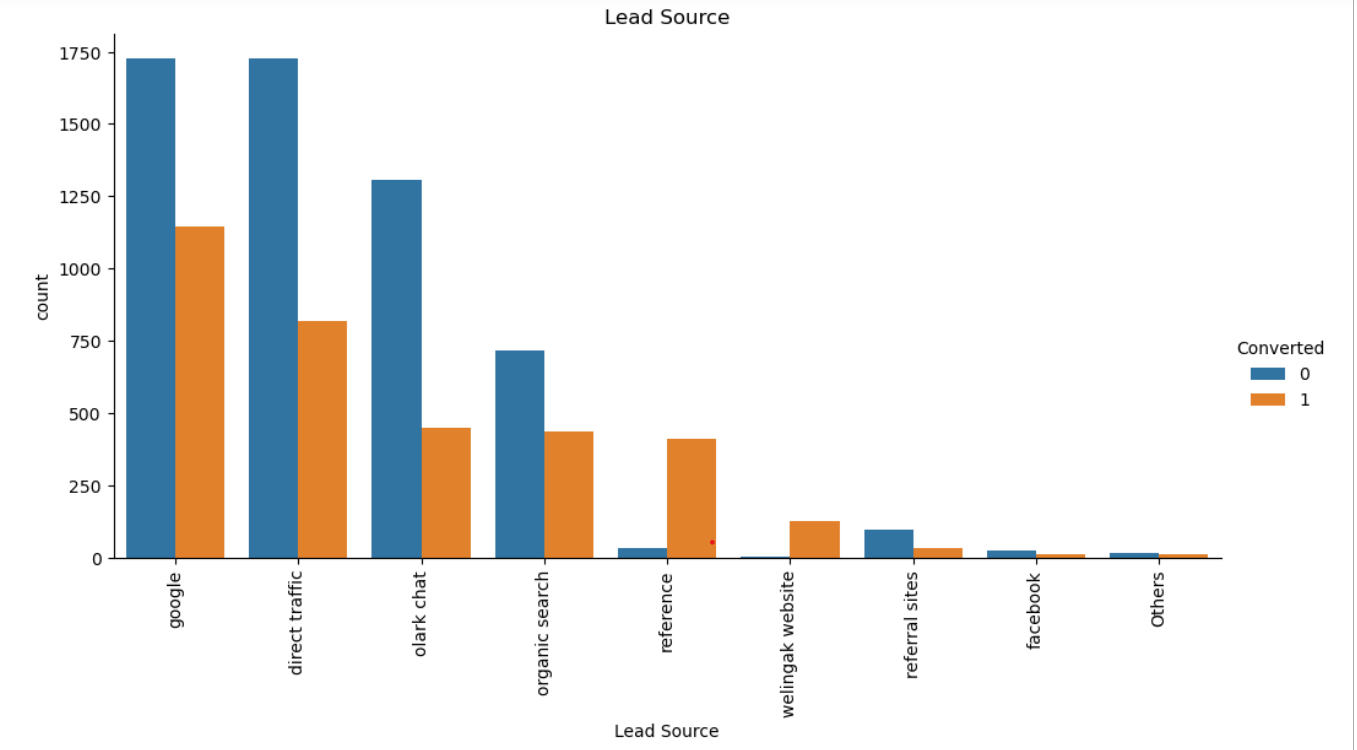 Lead Source
1750
1500
1250
1000
750
500
250
0
count
google
direct traffic
olark chat
organic search
reference
welingak website
referral sites
facebook
Others
Lead Source
Converted
0
1